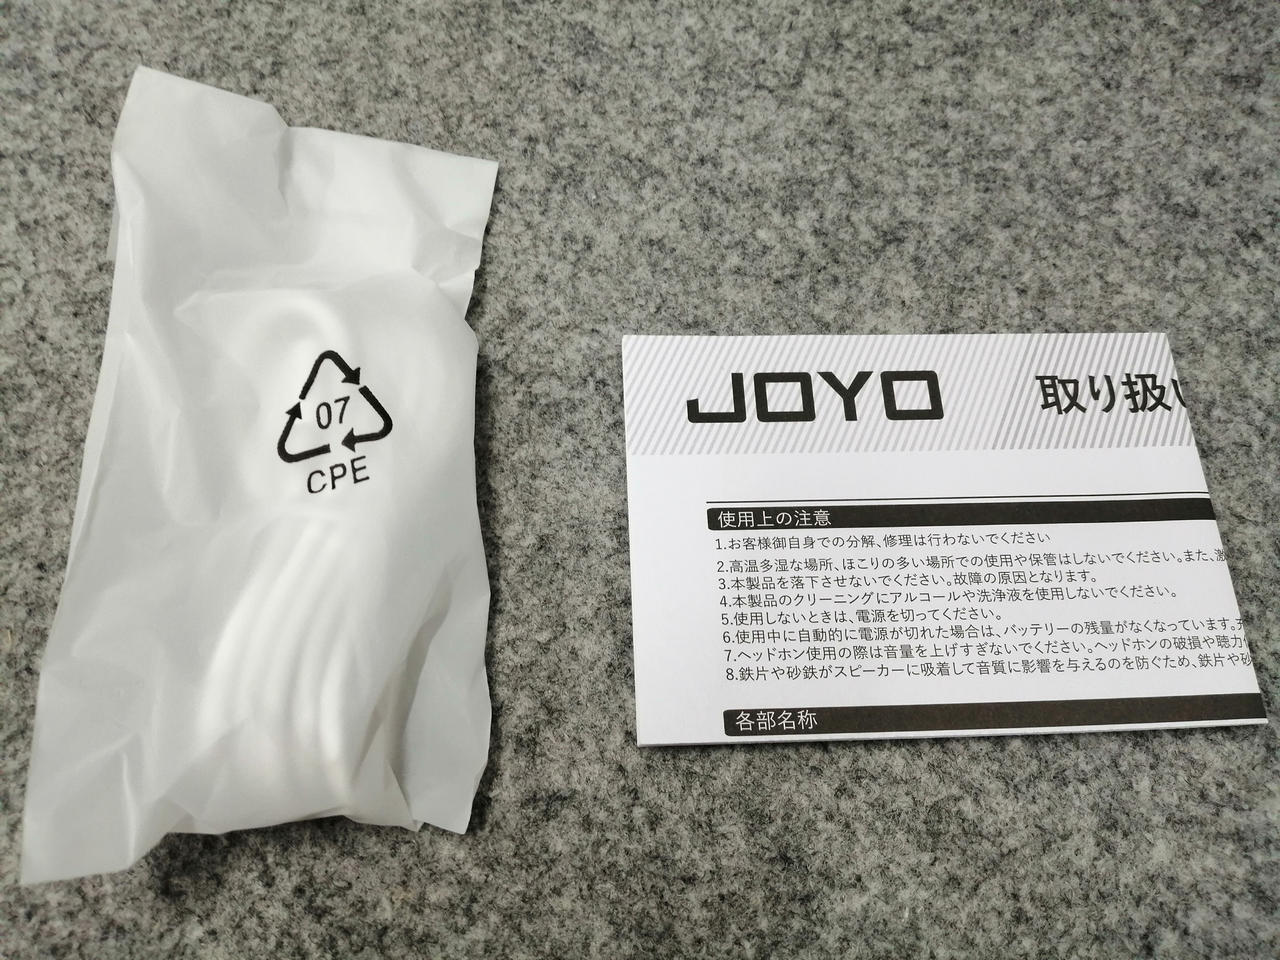 07
CPE
JOYO
取り扱い
使用上の注意
1.お客様御自身での分解、修理は行わないでください
2.高温多湿な場所、ほこりの多い場所での使用や保管はしないでください。また、激
3.本製品を落下させないでください。故障の原因となります。
4.本製品のクリーニングにアルコールや洗浄液を使用しないでください。
5.使用しないときは、電源を切ってください。
6.使用中に自動的に電源が切れた場合は、バッテリーの残量がなくなっています。充
7.ヘッドホン使用の際は音量を上げすぎないでください。ヘッドホンの破損や聴力
8.鉄片や砂鉄がスピーカーに吸着して音質に影響を与えるのを防ぐため、鉄片や砂
各部名称